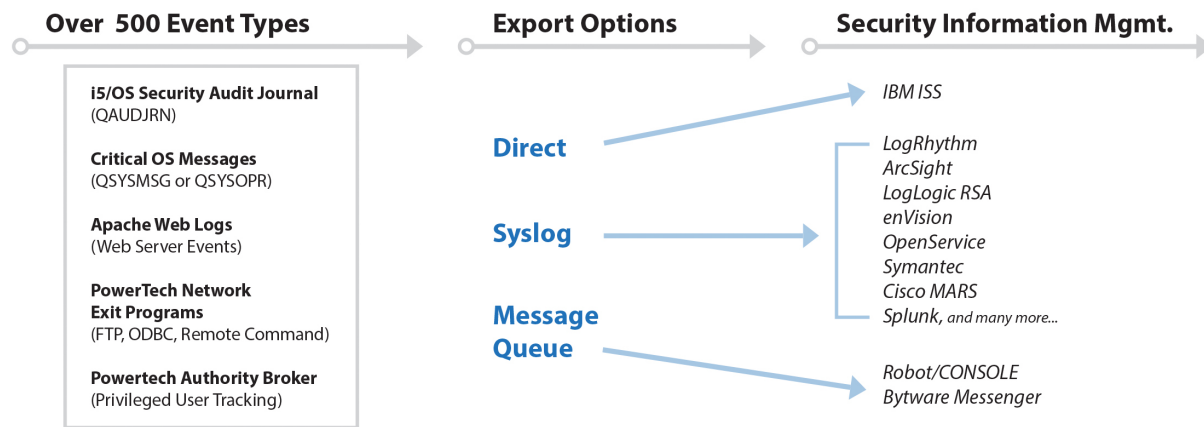 Over 500 Event Types
i5/OS Security Audit Journal
(QAUDJRN)
Critical OS Messages
(QSYSMSG or QSYSOPR)
Apache Web Logs
(Web Server Events)
PowerTech Network
Exit Programs
(FTP, ODBC, Remote Command)
Powertech Authority Broker
(Privileged User Tracking)
Export Options
Direct
Syslog
Message
Queue
Security Information Mgmt.
IBM ISS
LogRhythm
ArcSight
LogLogic RSA
enVision
OpenService
Symantec
Cisco MARS
Splunk, and many more...
Robot/CONSOLE
Bytware Messenger